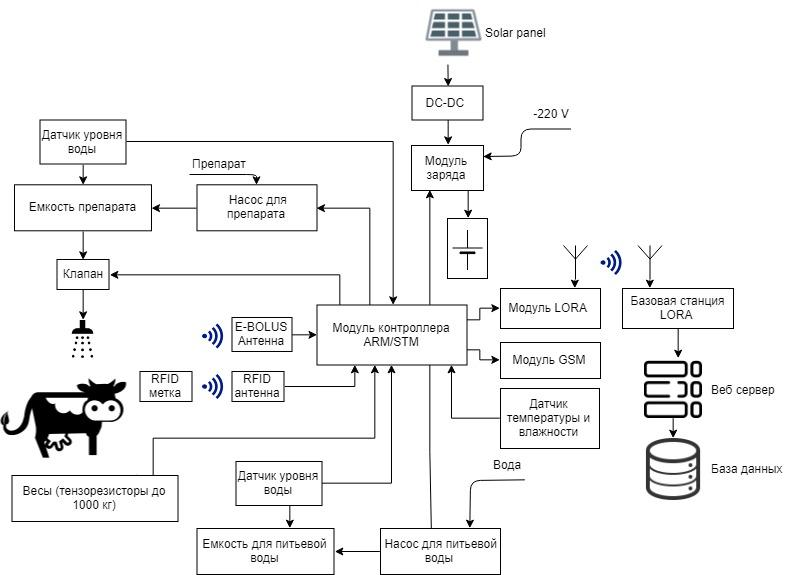 Solar panel
DC-DC
-220 V
Датчик уровня
воды
Модуль
заряда
Препарат
Емкость препарата
Насос для
препарата
Клапан
Модуль LORA
Базовая станция
LORA
E-BOLUS
Антенна
Модуль контроллера
ARM/STM
Модуль GSM
RFID
метка
RFID
антенна
Веб сервер
Датчик
температуры и
влажности
Вода
Датчик уровня
воды
База данных
Весы (тензорезисторы до
1000 кг)
Емкость для питьевой
воды
Насос для питьевой
воды